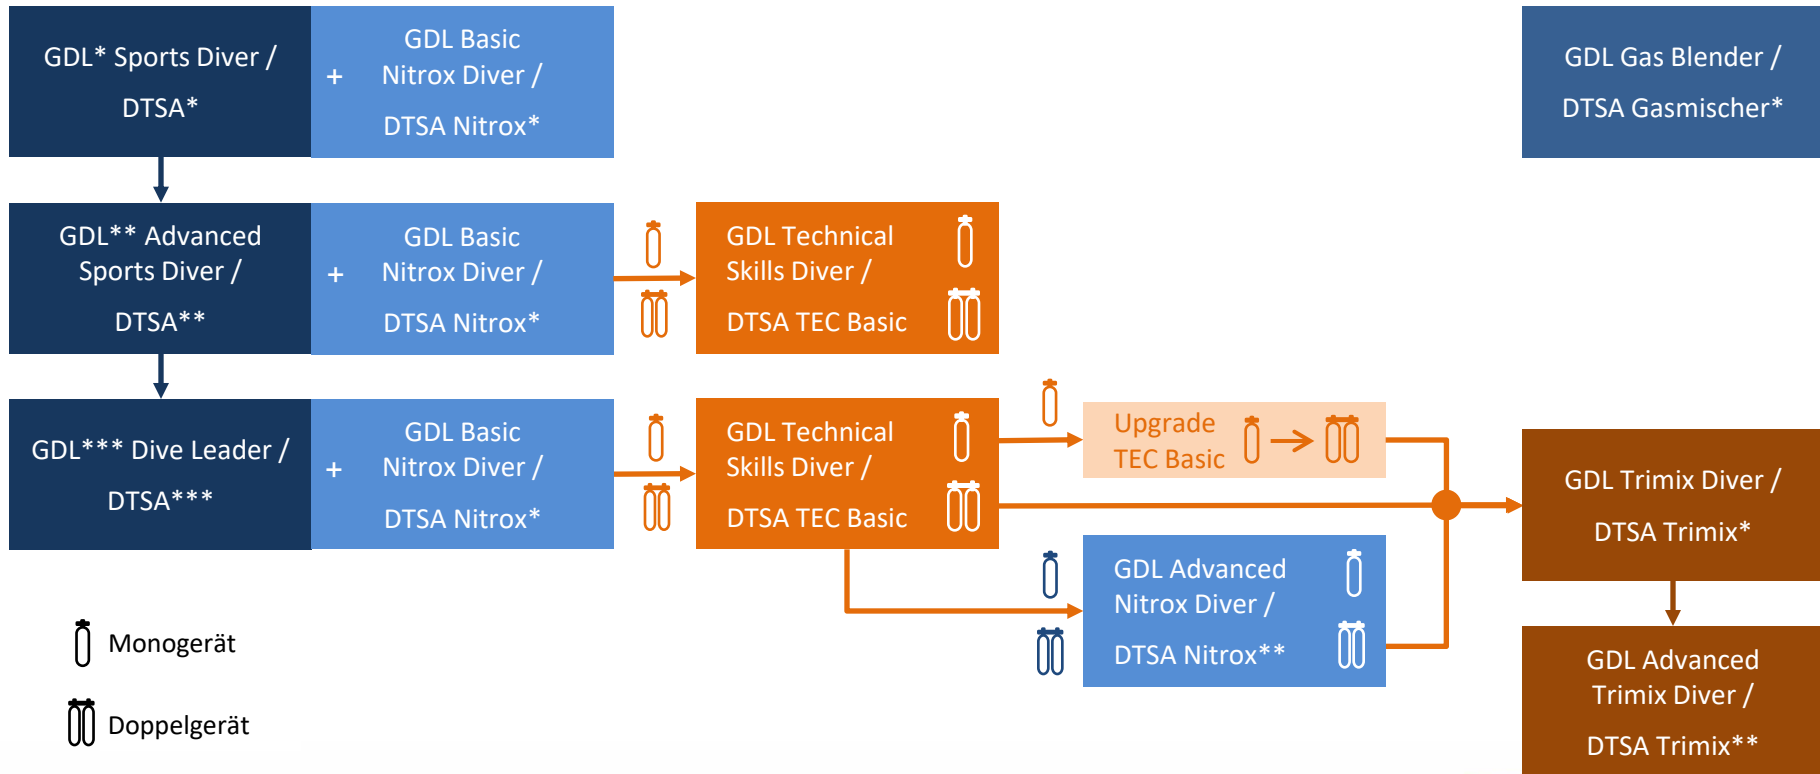 GDL* Sports Diver /
DTSA*
+
GDL Basic
Nitrox Diver /
DTSA Nitrox*
GDL Gas Blender /
DTSA Gasmischer*
GDL** Advanced
Sports Diver /
DTSA**
+
GDL Basic
Nitrox Diver /
DTSA Nitrox*
GDL Technical
Skills Diver /
DTSA TEC Basic
GDL*** Dive Leader /
DTSA***
+
GDL Basic
Nitrox Diver /
DTSA Nitrox*
GDL Technical
Skills Diver /
DTSA TEC Basic
Upgrade
TEC Basic
GDL Advanced
Nitrox Diver /
DTSA Nitrox**
GDL Trimix Diver /
DTSA Trimix*
GDL Advanced
Trimix Diver /
DTSA Trimix**
Monogerät
Doppelgerät